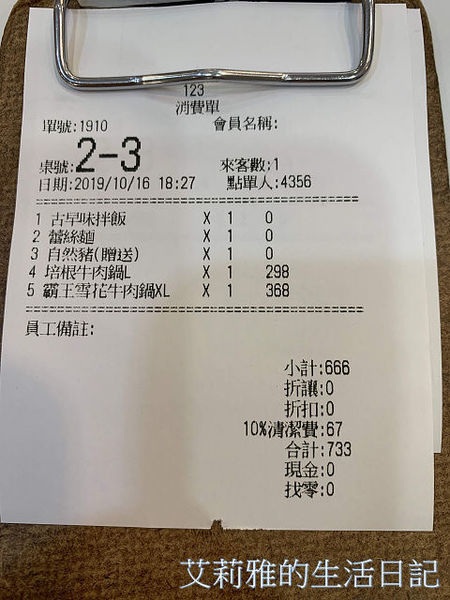 123
消費單
單號:1910 會員名稱:
桌號:2-3 來客數:1
日期:2019/10/16 18:27 點單人:4356
1 古早味拌飯 X 1 0
2 蕾絲麵 X 1 0
3 自然豬(贈送) X 1 0
4 培根牛肉鍋L X 1 298
5 霸王雪花牛肉鍋XL X 1 368
員工備註:
小計:666
折讓:0
折扣:0
10%清潔費:67
合計:733
現金:0
找零:0
艾莉雅的生活日記